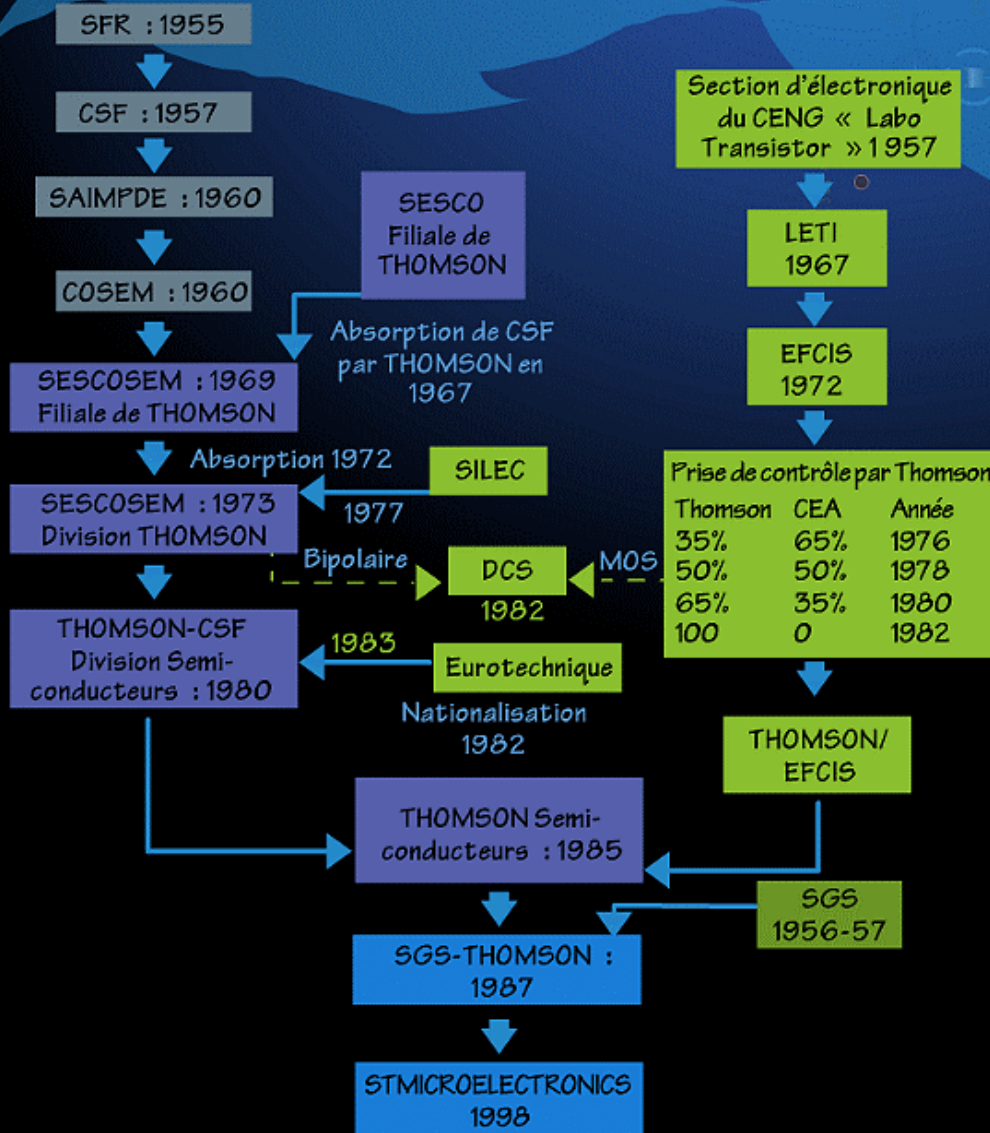 SFR : 1955
CSF : 1957
SAIMPDE : 1960
COSEM : 1960
SESCO
Filiale de
THOMSON
Absorption de CSF
par THOMSON en
1967
SESCOSEM : 1969
Filiale de THOMSON
Absorption 1972
SILEC
1977
SESCOSEM : 1973
Division THOMSON
Bipolaire
DCS
1982
MOS
THOMSON-CSF
Division Semi-
conducteurs : 1980
1983
Eurotechnique
Nationalisation
1982
Section d'électronique
du CENG « Labo
Transistor » 1957
LETI
1967
EFCIS
1972
Prise de contrôle par Thomson
Thomson CEA Année
35% 65% 1976
50% 50% 1978
65% 35% 1980
100 0 1982
THOMSON/
EFCIS
THOMSON Semi-
conducteurs : 1985
SGS
1956-57
SGS-THOMSON :
1987
STMICROELECTRONICS
1998